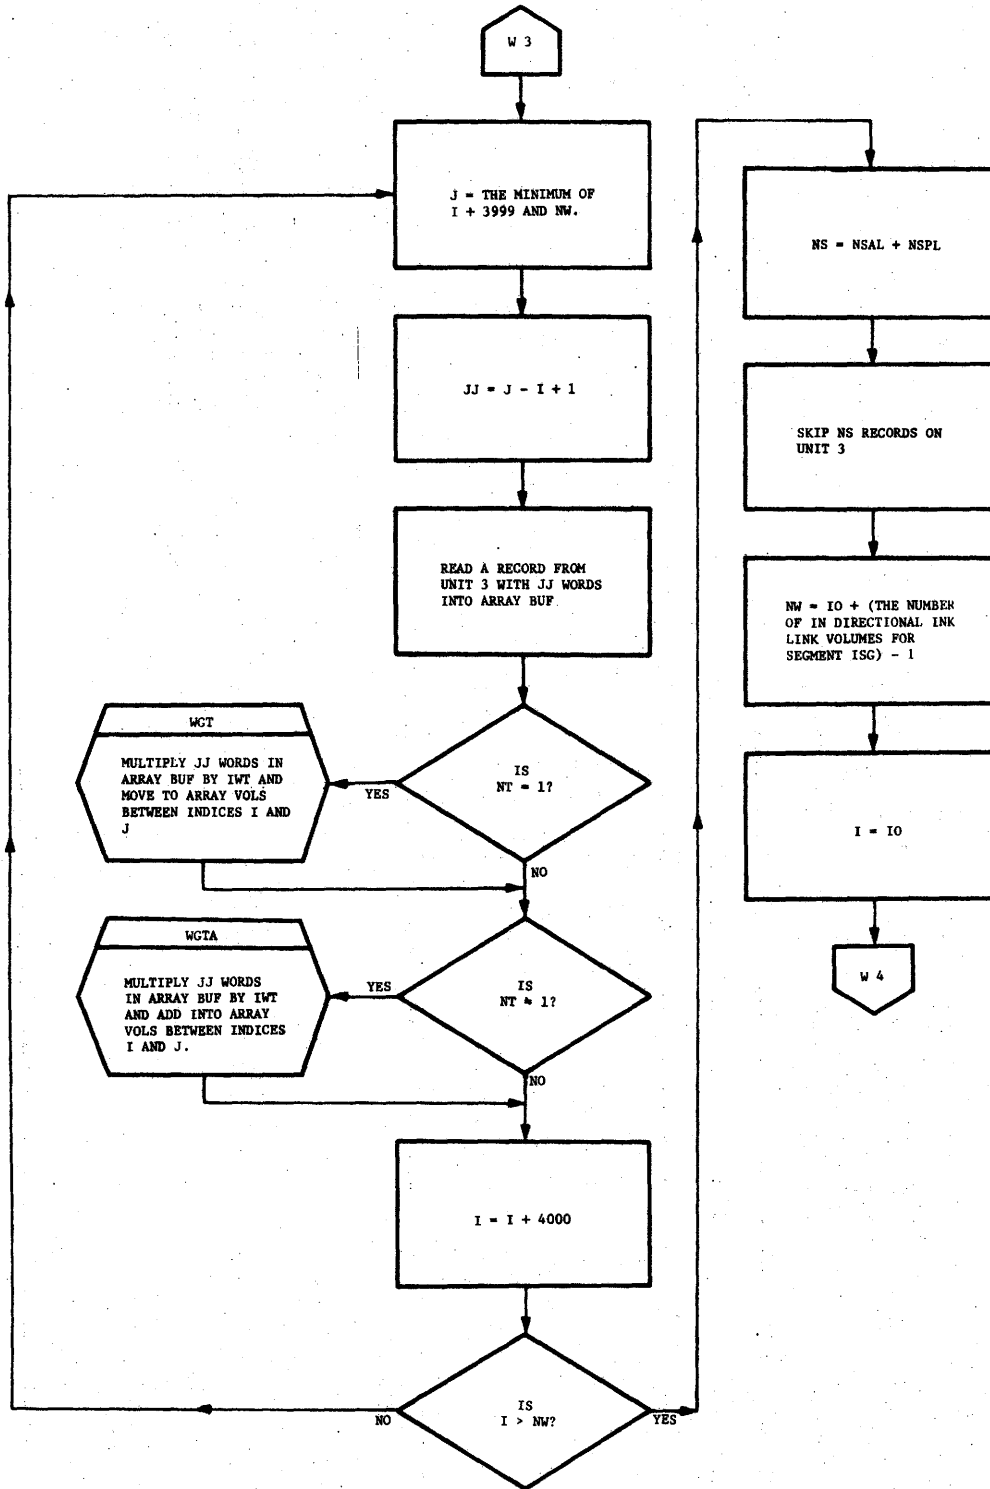 W 3
J = THE MINIMUM OF
I + 3999 AND NW.
JJ = J - I + 1
READ A RECORD FROM
UNIT 3 WITH JJ WORDS
INTO ARRAY BUF
IS
NT = 1?
YES
NO
WGT
MULTIPLY JJ WORDS IN
ARRAY BUF BY IWT AND
MOVE TO ARRAY VOLS
BETWEEN INDICES I AND
J
IS
NT ≠ 1?
YES
NO
WGTA
MULTIPLY JJ WORDS
IN ARRAY BUF BY IWT
AND ADD INTO ARRAY
VOLS BETWEEN INDICES
I AND J.
I = I + 4000
IS
I > NW?
NO
YES
NS = NSAL + NSPL
SKIP NS RECORDS ON
UNIT 3
NW = IO + (THE NUMBER
OF IN DIRECTIONAL INK
LINK VOLUMES FOR
SEGMENT ISG) - 1
I = IO
W 4